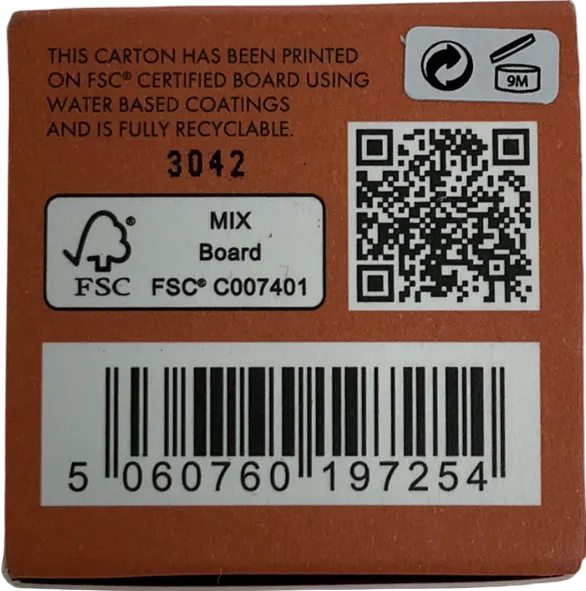 THIS CARTON HAS BEEN PRINTED
ON FSC® CERTIFIED BOARD USING
WATER BASED COATINGS
AND IS FULLY RECYCLABLE.
3042
9M
MIX
Board
FSC FSC® C007401
5 060760 197254